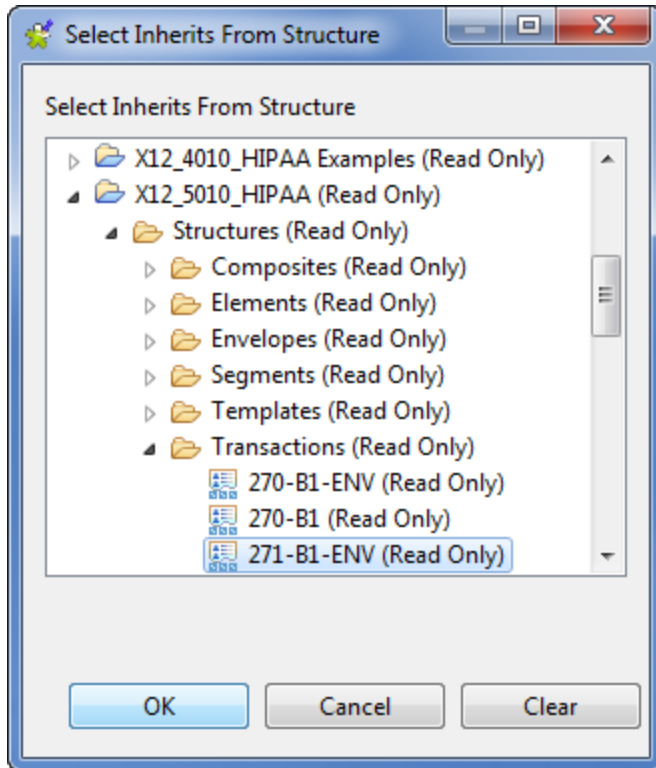 Select Inherits From Structure
Select Inherits From Structure
X12_4010_HIPAA Examples (Read Only)
X12_5010_HIPAA (Read Only)
Structures (Read Only)
Composites (Read Only)
Elements (Read Only)
Envelopes (Read Only)
Segments (Read Only)
Templates (Read Only)
Transactions (Read Only)
270-B1-ENV (Read Only)
270-B1 (Read Only)
271-B1-ENV (Read Only)
OK Cancel Clear